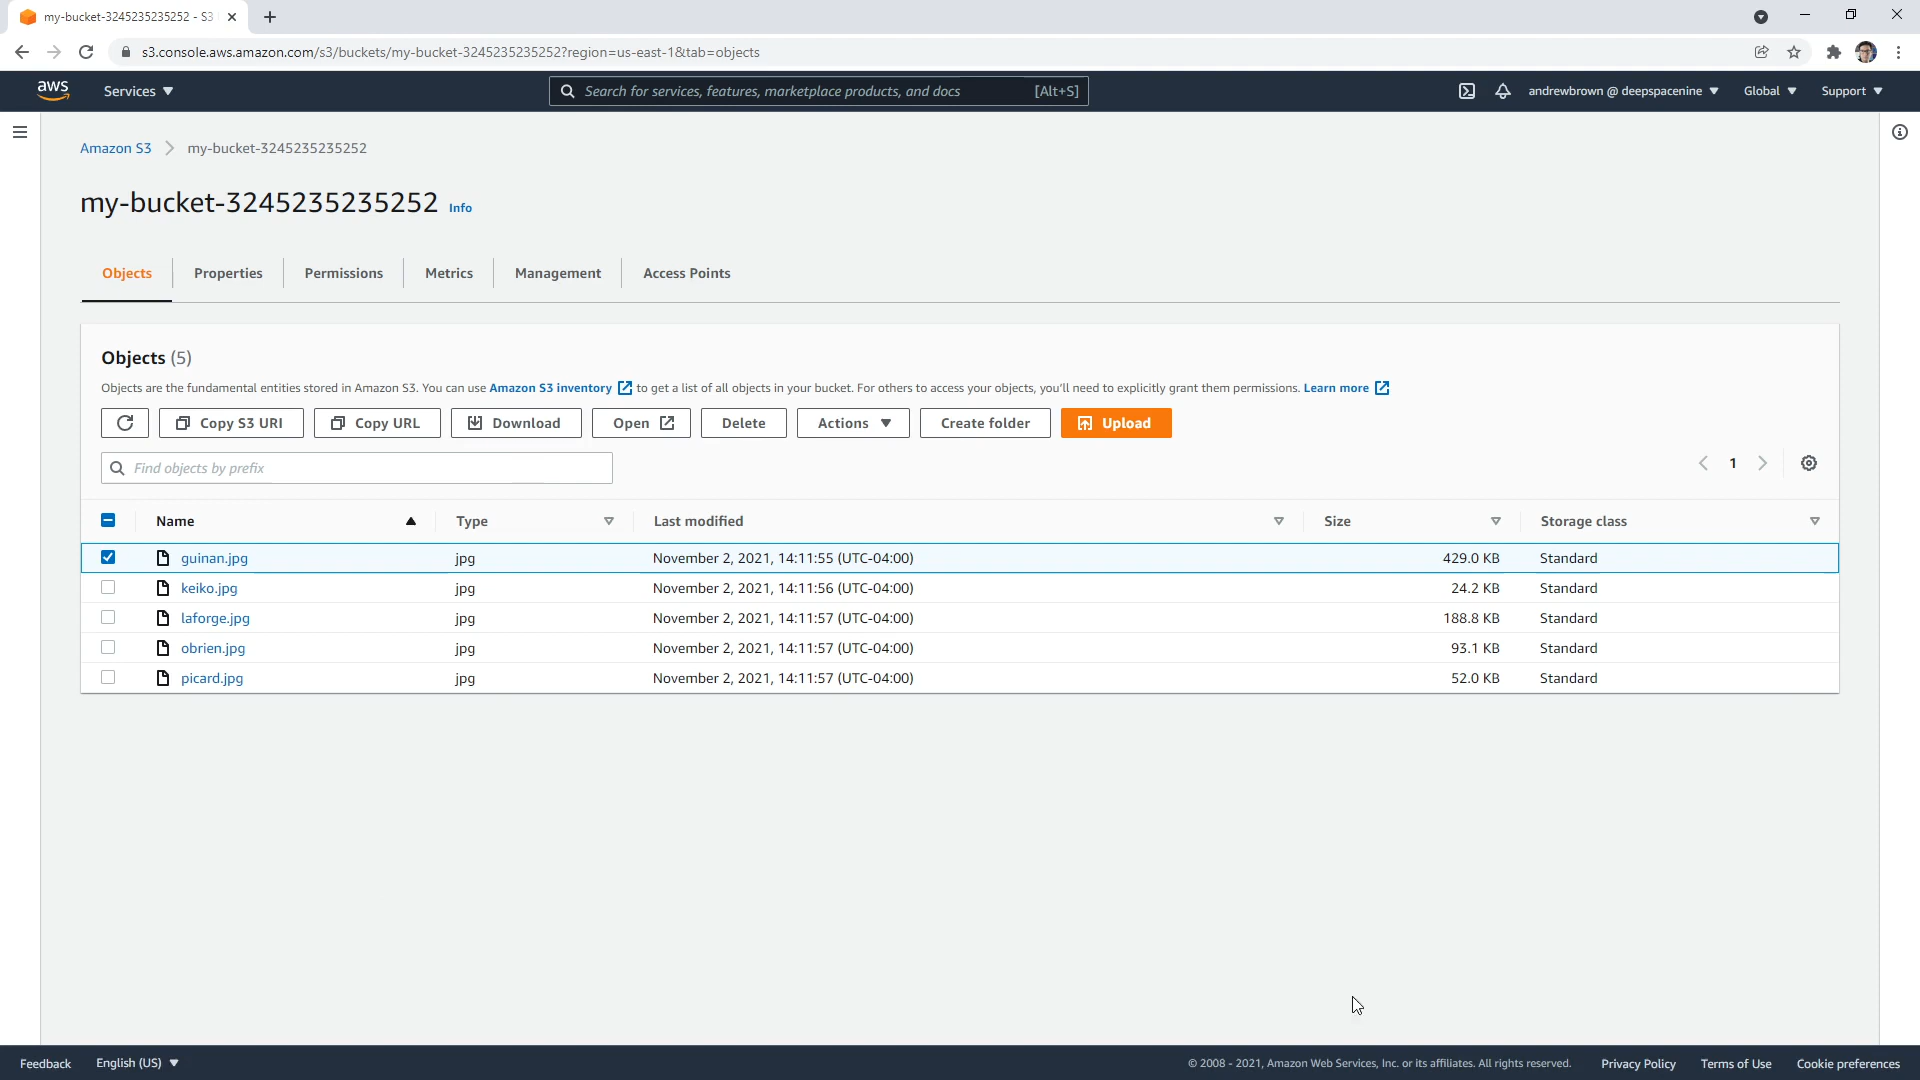 my-bucket-3245235235252 - S3
s3.console.aws.amazon.com/s3/buckets/my-bucket-3245235235252?region=us-east-1&tab=objects
aws Services Search for services, features, marketplace products, and docs [Alt+S] andrewbrown @ deepspacenine Global Support
Amazon S3 my-bucket-3245235235252
my-bucket-3245235235252 Info
Objects Properties Permissions Metrics Management Access Points
Objects (5)
Objects are the fundamental entities stored in Amazon S3. You can use Amazon S3 inventory to get a list of all objects in your bucket. For others to access your objects, you'll need to explicitly grant them permissions. Learn more
Copy S3 URI Copy URL Download Open Delete Actions Create folder Upload
Find objects by prefix 1
Name Type Last modified Size Storage class
guinan.jpg jpg November 2, 2021, 14:11:55 (UTC-04:00) 429.0 KB Standard
keiko.jpg jpg November 2, 2021, 14:11:56 (UTC-04:00) 24.2 KB Standard
laforge.jpg jpg November 2, 2021, 14:11:57 (UTC-04:00) 188.8 KB Standard
obrien.jpg jpg November 2, 2021, 14:11:57 (UTC-04:00) 93.1 KB Standard
picard.jpg jpg November 2, 2021, 14:11:57 (UTC-04:00) 52.0 KB Standard
Feedback English (US) © 2008 - 2021, Amazon Web Services, Inc. or its affiliates. All rights reserved. Privacy Policy Terms of Use Cookie preferences